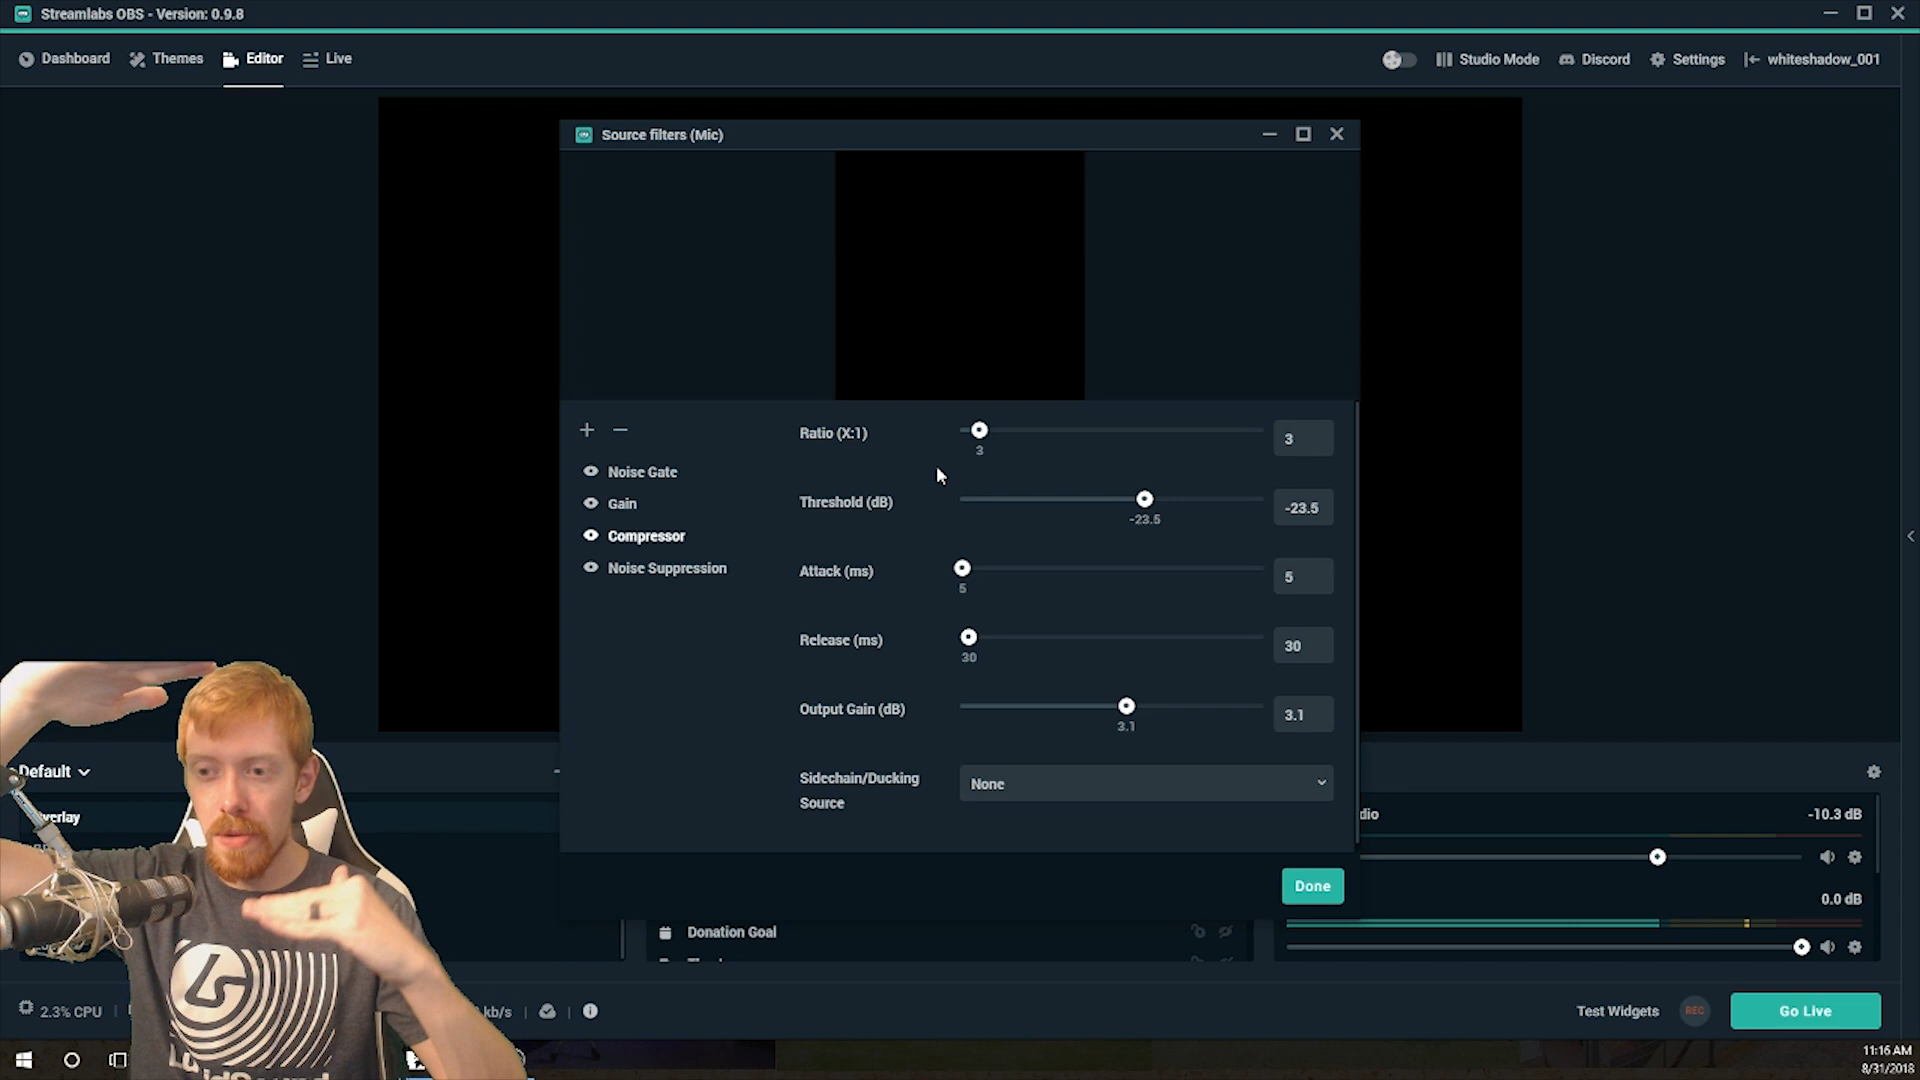 Streamlabs OBS - Version: 0.9.8
Dashboard
Themes
Editor
Live
Studio Mode
Discord
Settings
whiteshadow_001
Source filters (Mic)
Noise Gate
Gain
Compressor
Noise Suppression
Ratio (X:1)
3
3
Threshold (dB)
-23.5
-23.5
Attack (ms)
5
5
Release (ms)
30
30
Output Gain (dB)
3.1
3.1
Sidechain/Ducking
Source
None
Done
Default
verlay
dio
-10.3 dB
0.0 dB
Donation Goal
2.3% CPU
kb/s
Test Widgets
REC
Go Live
11:16 AM
8/31/2018